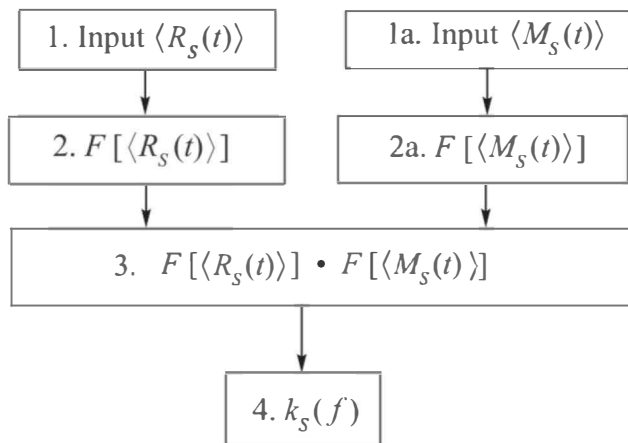 1. Input ⟨R_s(t)⟩
1a. Input ⟨M_s(t)⟩
2. F [⟨R_s(t)⟩]
2a. F [⟨M_s(t)⟩]
3. F [⟨R_s(t)⟩] • F [⟨M_s(t)⟩]
4. k_s(f)